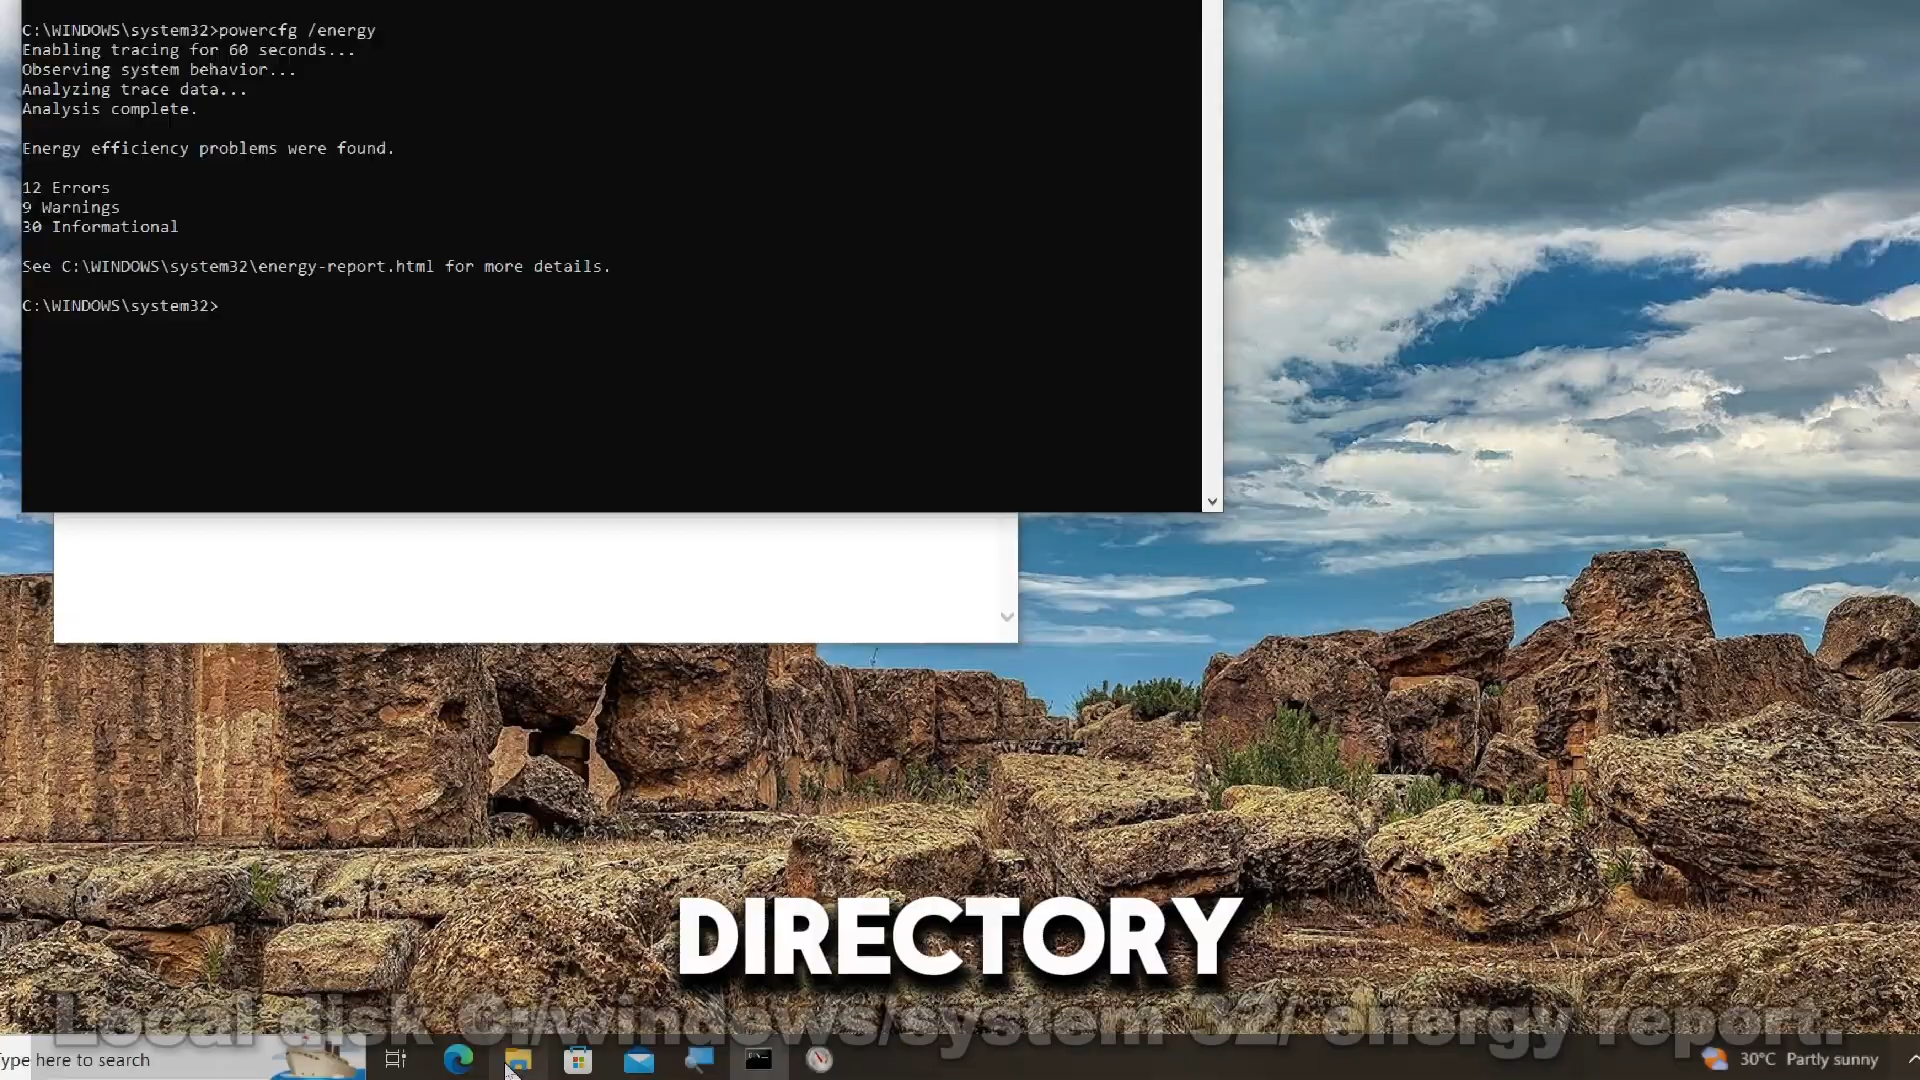 C:\WINDOWS\system32>powercfg /energy
Enabling tracing for 60 seconds...
Observing system behavior...
Analyzing trace data...
Analysis complete.
Energy efficiency problems were found.
12 Errors
9 Warnings
30 Informational
See C:\WINDOWS\system32\energy-report.html for more details.
C:\WINDOWS\system32>
DIRECTORY
Local disk C:/windows/system 32/ energy report.
ype here to search
30°C Partly sunny